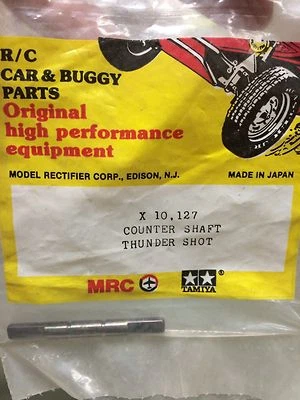 R/C
CAR & BUGGY
PARTS
Original
high performance
equipment
MODEL RECTIFIER CORP., EDISON, N.J. MADE IN JAPAN
X 10,127
COUNTER SHAFT
THUNDER SHOT
MRC TAMIYA